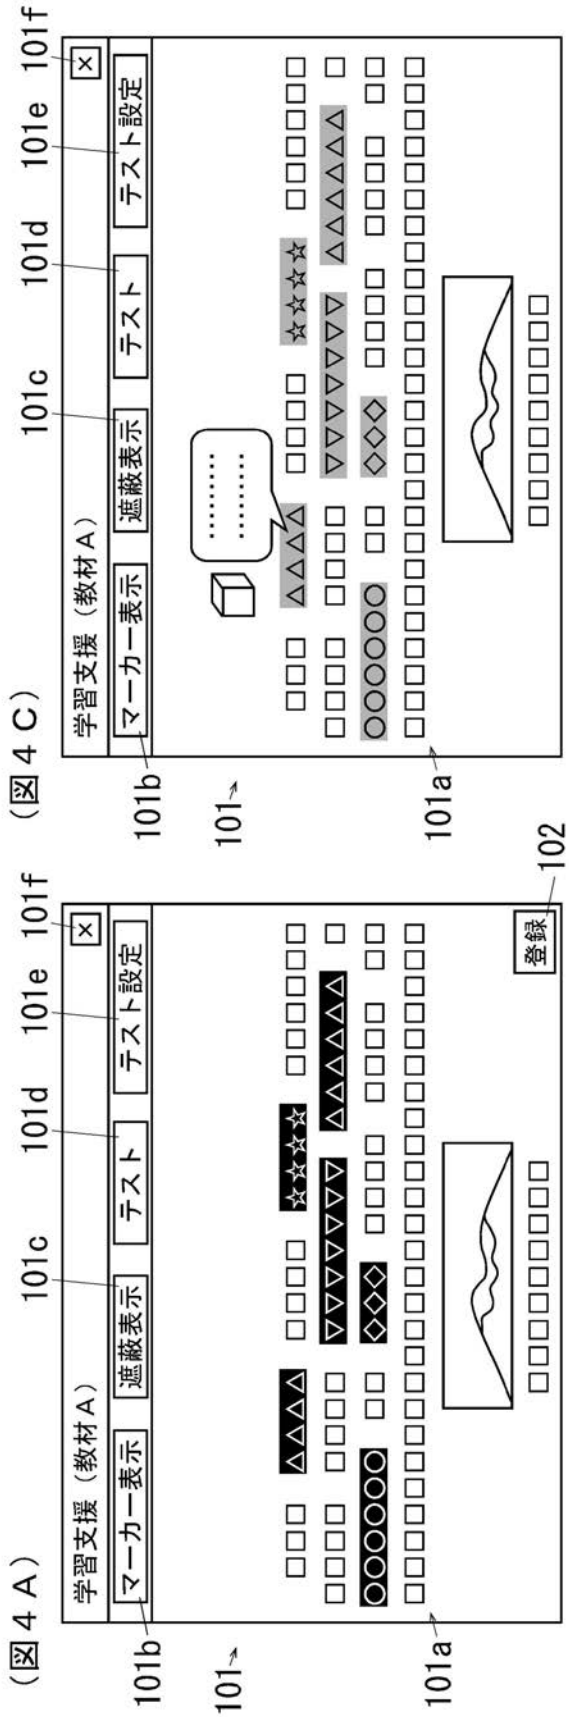 (図4A)
101c 101d 101e 101f
学習支援（教材A） ×
マーカー表示 遮蔽表示 テスト テスト設定
101b
101
□□□ △△△△ □□□□ ☆☆☆☆ □□□□□
□□□□ □□□□ ▽▽▽▽▽▽▽ △△△△△△ □
○○○○○○ □□ ◇◇◇ □□□□ □□□□ □□
101a
登録
102
(図4C)
101c 101d 101e 101f
学習支援（教材A） ×
マーカー表示 遮蔽表示 テスト テスト設定
101b
101
………
………
□□□ △△△△ □□□□ ☆☆☆☆ □□□□□□
□□□□ □□□□ ▽▽▽▽▽▽▽ △△△△△△ □
○○○○○○ □□ ◇◇◇ □□□□ □□□□ □□
101a